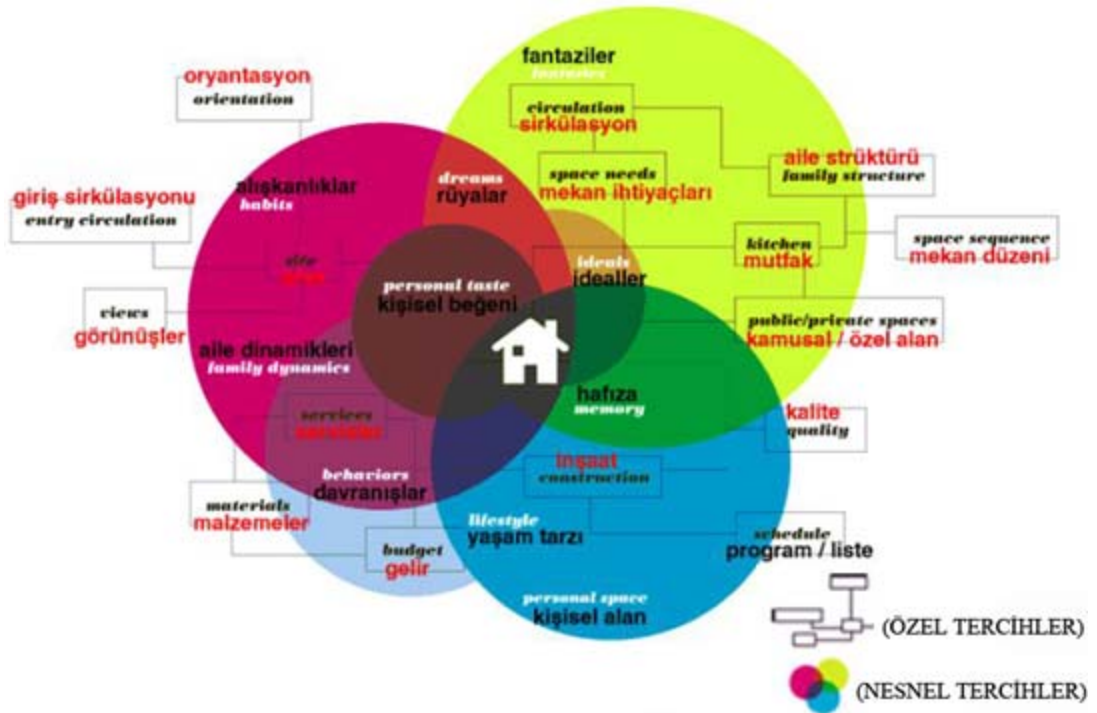 fantaziler
fantasies
oryantasyon
orientation
circulation
sirkülasyon
aile strüktürü
family structure
dreams
rüyalar
space needs
mekan ihtiyaçları
alışkanlıklar
habits
giriş sirkülasyonu
entry circulation
kitchen
mutfak
space sequence
mekan düzeni
site
ideals
idealler
personal taste
kişisel beğeni
views
görünüşler
public/private spaces
kamusal / özel alan
aile dinamikleri
family dynamics
hafıza
memory
kalite
quality
services
servisler
inşaat
construction
behaviors
davranışlar
materials
malzemeler
lifestyle
yaşam tarzı
schedule
program / liste
budget
gelir
personal space
kişisel alan
(ÖZEL TERCİHLER)
(NESNEL TERCİHLER)